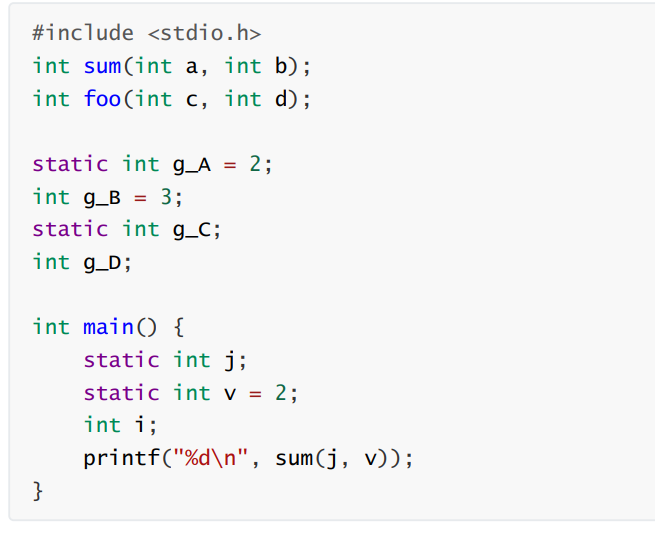 #include <stdio.h>
int sum(int a, int b);
int foo(int c, int d);

static int g_A = 2;
int g_B = 3;
static int g_C;
int g_D;

int main() {
    static int j;
    static int v = 2;
    int i;
    printf("%d\n", sum(j, v));
}